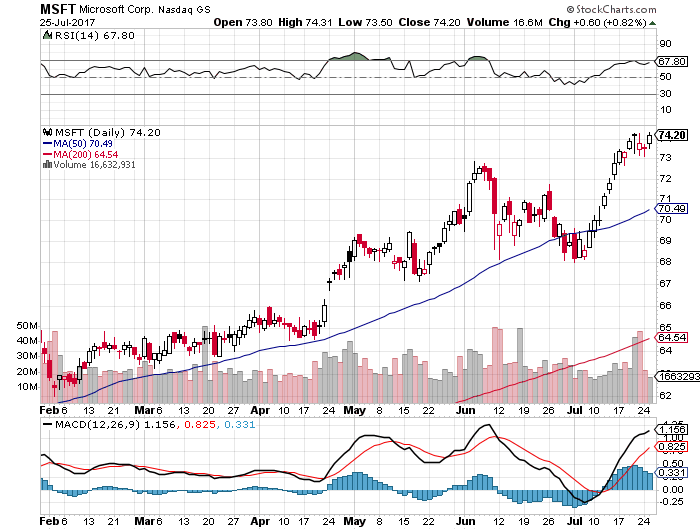 MSFT Microsoft Corp. Nasdaq GS © StockCharts.com
25-Jul-2017 Open 73.80 High 74.31 Low 73.50 Close 74.20 Volume 16.6M Chg +0.60 (+0.82%)
RSI(14) 67.80
90
67.80
50
30
10
MSFT (Daily) 74.20
MA(50) 70.49
MA(200) 64.54
Volume 16,632,931
74.20
73
72
71
70.49
69
68
67
66
65
64.54
64
1663293
62
50M
40M
30M
20M
10M
Feb 6 13 21 27 Mar 6 13 20 27 Apr 10 17 24 May 8 15 22 Jun 5 12 19 26 Jul 10 17 24
MACD(12,26,9) 1.156, 0.825, 0.331
1.156
0.825
0.50
0.331
0.00
-0.25
Feb 6 13 21 27 Mar 6 13 20 27 Apr 10 17 24 May 8 15 22 Jun 5 12 19 26 Jul 10 17 24